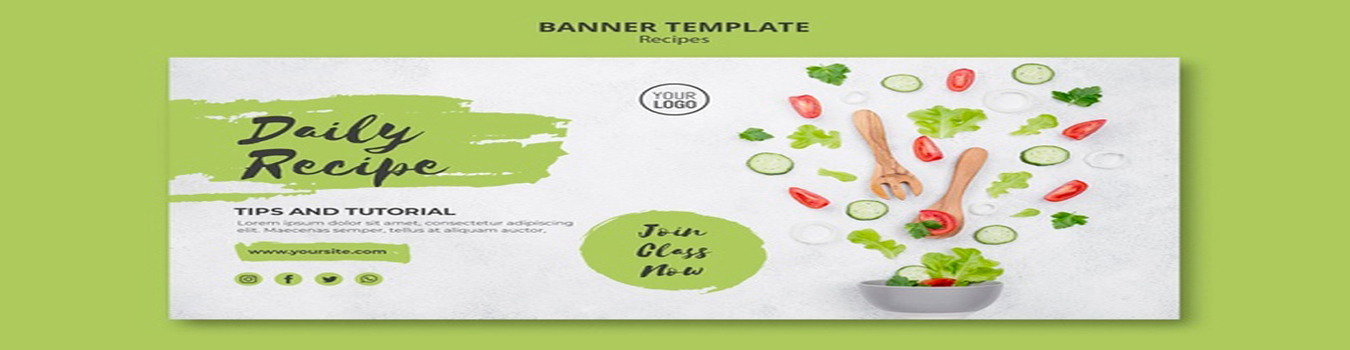 BANNER TEMPLATE
Recipes
YOUR
LOGO
Daily
Recipe
TIPS AND TUTORIAL
Lorem ipsum dolor sit amet, consectetur adipiscing
elit. Maecenas semper, tellus at aliquam auctor,
www.yoursite.com
Join
Class
Now